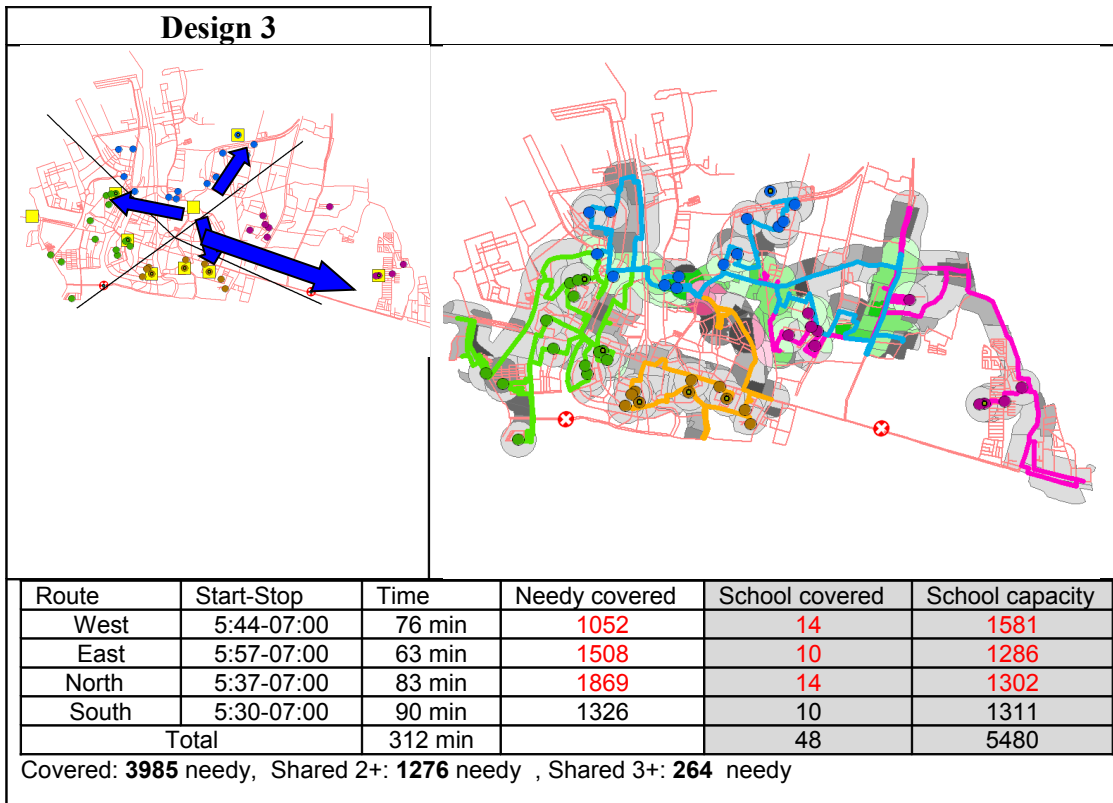 Design 3
Route Start-Stop Time Needy covered School covered School capacity
West 5:44-07:00 76 min 1052 14 1581
East 5:57-07:00 63 min 1508 10 1286
North 5:37-07:00 83 min 1869 14 1302
South 5:30-07:00 90 min 1326 10 1311
Total 312 min 48 5480
Covered: 3985 needy, Shared 2+: 1276 needy , Shared 3+: 264 needy